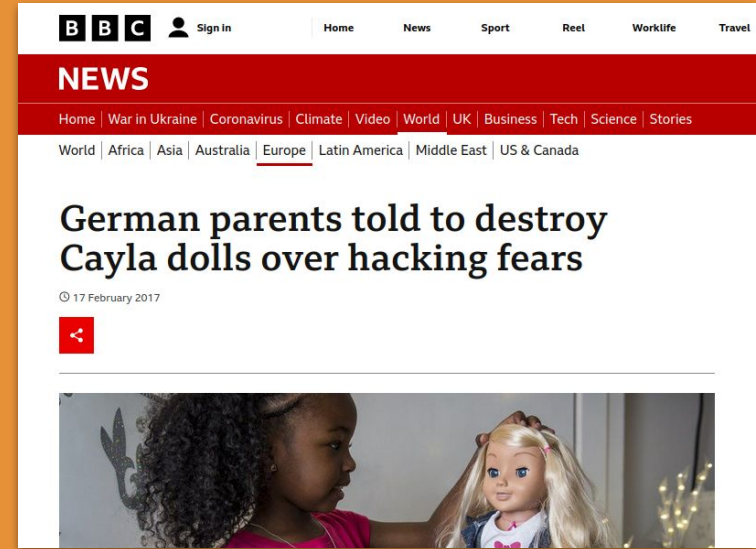 BBC Sign in Home News Sport Reel Worklife Travel
NEWS
Home War in Ukraine Coronavirus Climate Video World UK Business Tech Science Stories
World Africa Asia Australia Europe Latin America Middle East US & Canada
German parents told to destroy
Cayla dolls over hacking fears
17 February 2017